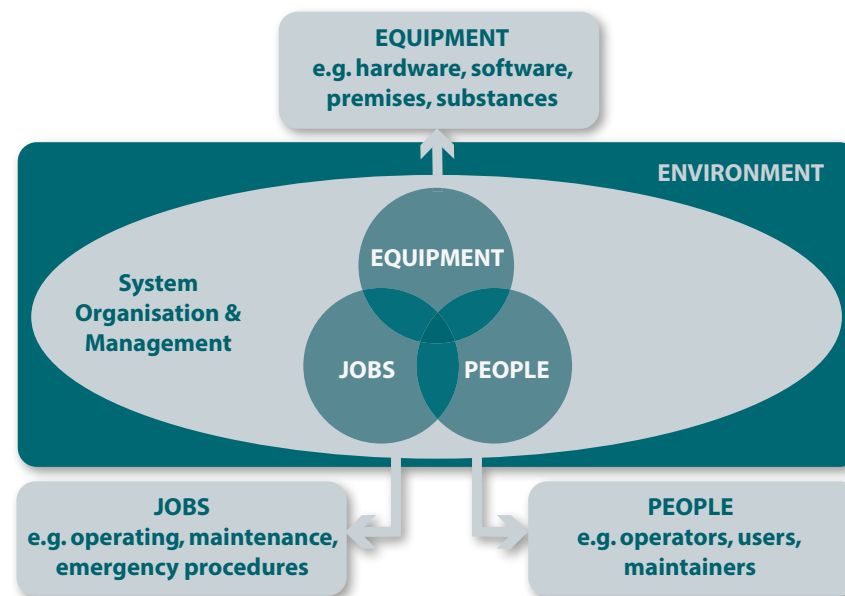 EQUIPMENT
e.g. hardware, software,
premises, substances
ENVIRONMENT
EQUIPMENT
System
Organisation &
Management
JOBS
PEOPLE
JOBS
e.g. operating, maintenance,
emergency procedures
PEOPLE
e.g. operators, users,
maintainers